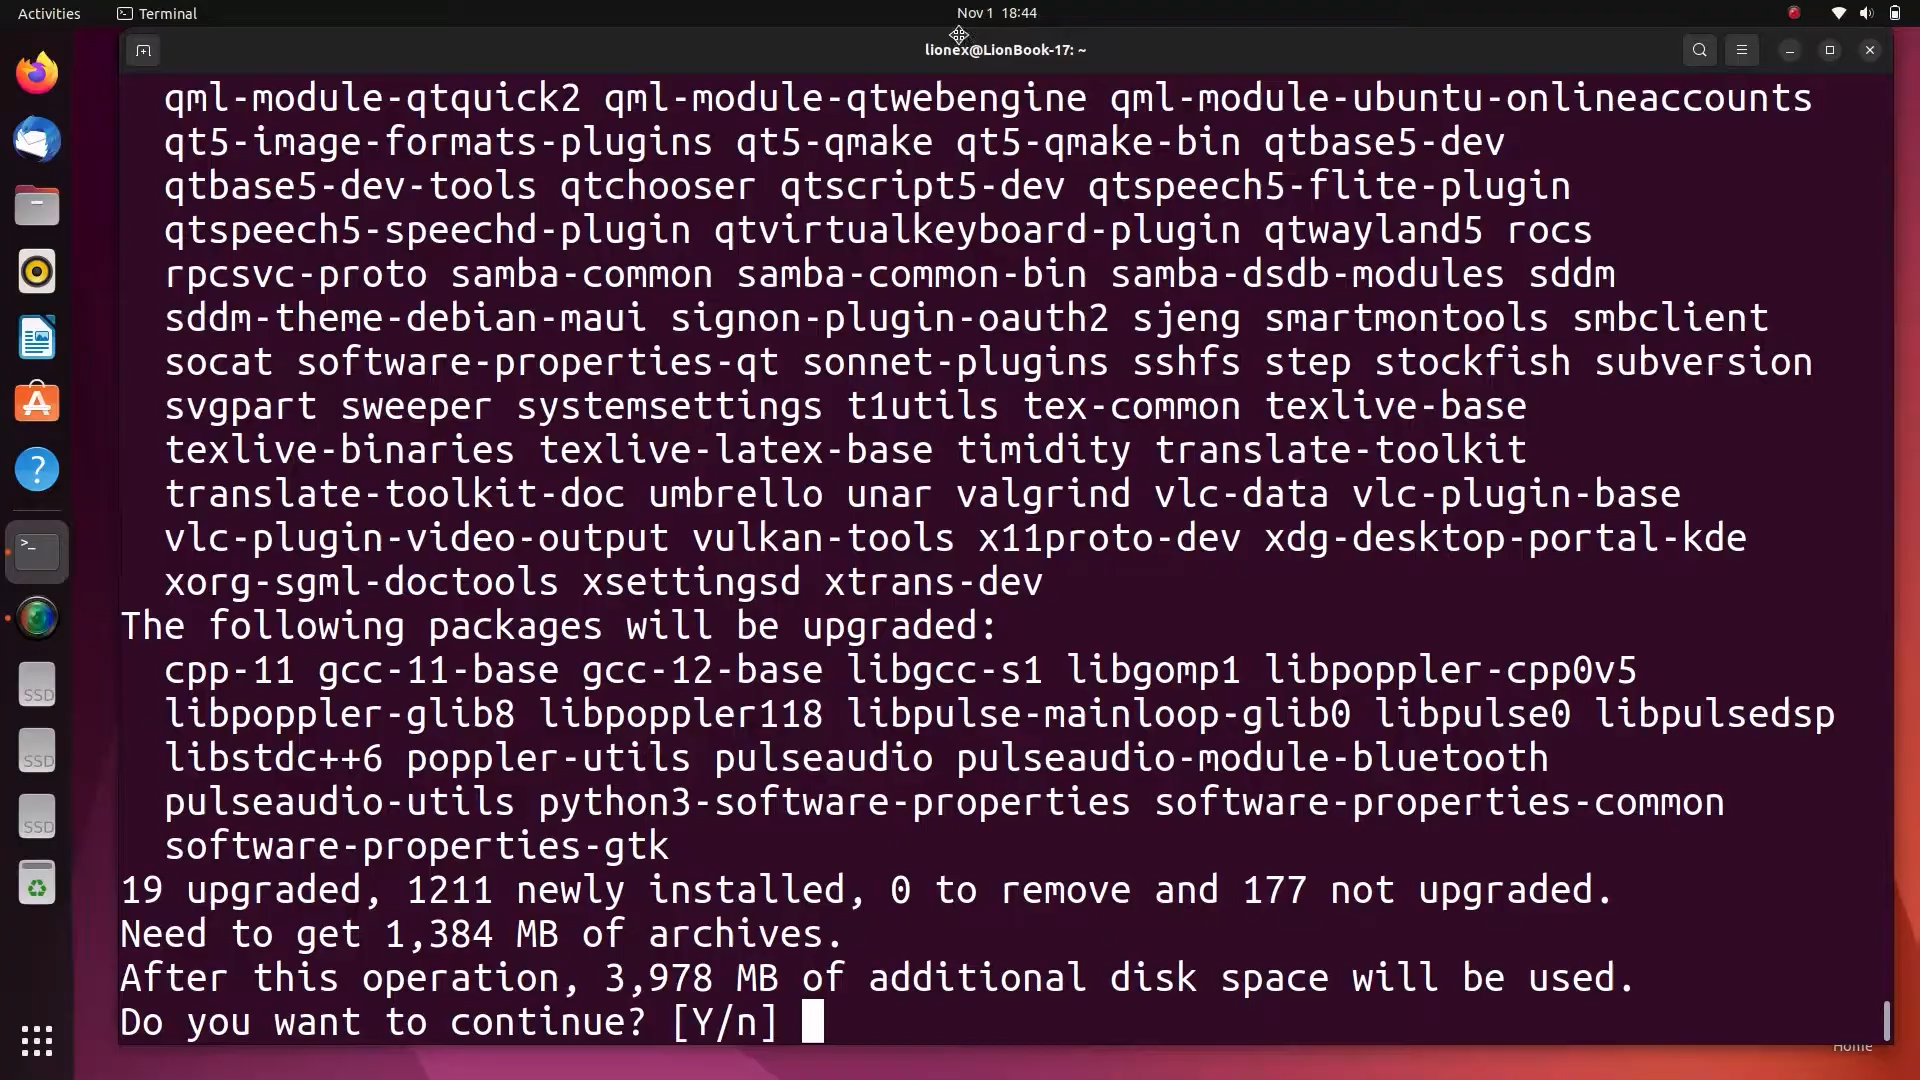 Activities
Terminal
Nov 1 18:44
lionex@LionBook-17: ~
qml-module-qtquick2 qml-module-qtwebengine qml-module-ubuntu-onlineaccounts
qt5-image-formats-plugins qt5-qmake qt5-qmake-bin qtbase5-dev
qtbase5-dev-tools qtchooser qtscript5-dev qtspeech5-flite-plugin
qtspeech5-speechd-plugin qtvirtualkeyboard-plugin qtwayland5 rocs
rpcsvc-proto samba-common samba-common-bin samba-dsdb-modules sddm
sddm-theme-debian-maui signon-plugin-oauth2 sjeng smartmontools smbclient
socat software-properties-qt sonnet-plugins sshfs step stockfish subversion
svgpart sweeper systemsettings t1utils tex-common texlive-base
texlive-binaries texlive-latex-base timidity translate-toolkit
translate-toolkit-doc umbrello unar valgrind vlc-data vlc-plugin-base
vlc-plugin-video-output vulkan-tools x11proto-dev xdg-desktop-portal-kde
xorg-sgml-doctools xsettingsd xtrans-dev
The following packages will be upgraded:
cpp-11 gcc-11-base gcc-12-base libgcc-s1 libgomp1 libpoppler-cpp0v5
libpoppler-glib8 libpoppler118 libpulse-mainloop-glib0 libpulse0 libpulsedsp
libstdc++6 poppler-utils pulseaudio pulseaudio-module-bluetooth
pulseaudio-utils python3-software-properties software-properties-common
software-properties-gtk
19 upgraded, 1211 newly installed, 0 to remove and 177 not upgraded.
Need to get 1,384 MB of archives.
After this operation, 3,978 MB of additional disk space will be used.
Do you want to continue? [Y/n]
SSD
SSD
SSD
Home